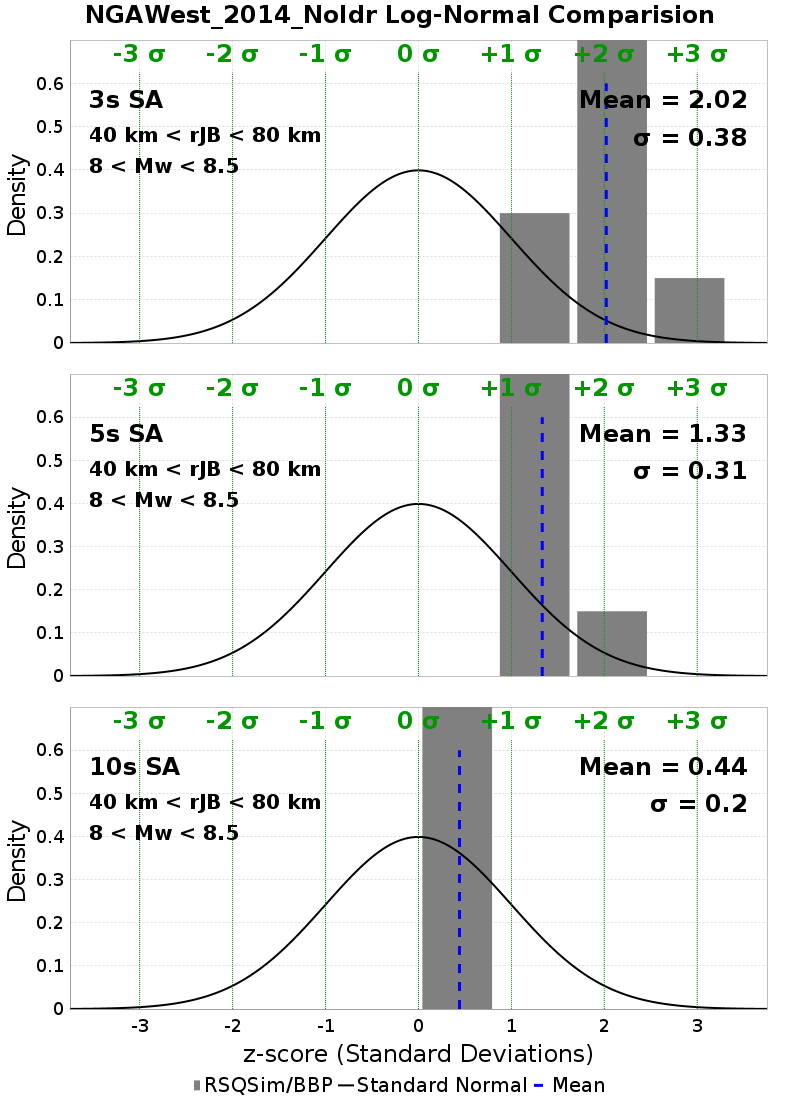 NGAWest_2014_NoIdr Log-Normal Comparision
-3 σ -2 σ -1 σ 0 σ +1 σ +2 σ +3 σ
3s SA
Mean = 2.02
40 km < rJB < 80 km
σ = 0.38
8 < Mw < 8.5
Density
0.6
0.5
0.4
0.3
0.2
0.1
0
-3 σ -2 σ -1 σ 0 σ +1 σ +2 σ +3 σ
5s SA
Mean = 1.33
40 km < rJB < 80 km
σ = 0.31
8 < Mw < 8.5
Density
0.6
0.5
0.4
0.3
0.2
0.1
0
-3 σ -2 σ -1 σ 0 σ +1 σ +2 σ +3 σ
10s SA
Mean = 0.44
40 km < rJB < 80 km
σ = 0.2
8 < Mw < 8.5
Density
0.6
0.5
0.4
0.3
0.2
0.1
0
-3 -2 -1 0 1 2 3
z-score (Standard Deviations)
RSQSim/BBP Standard Normal Mean